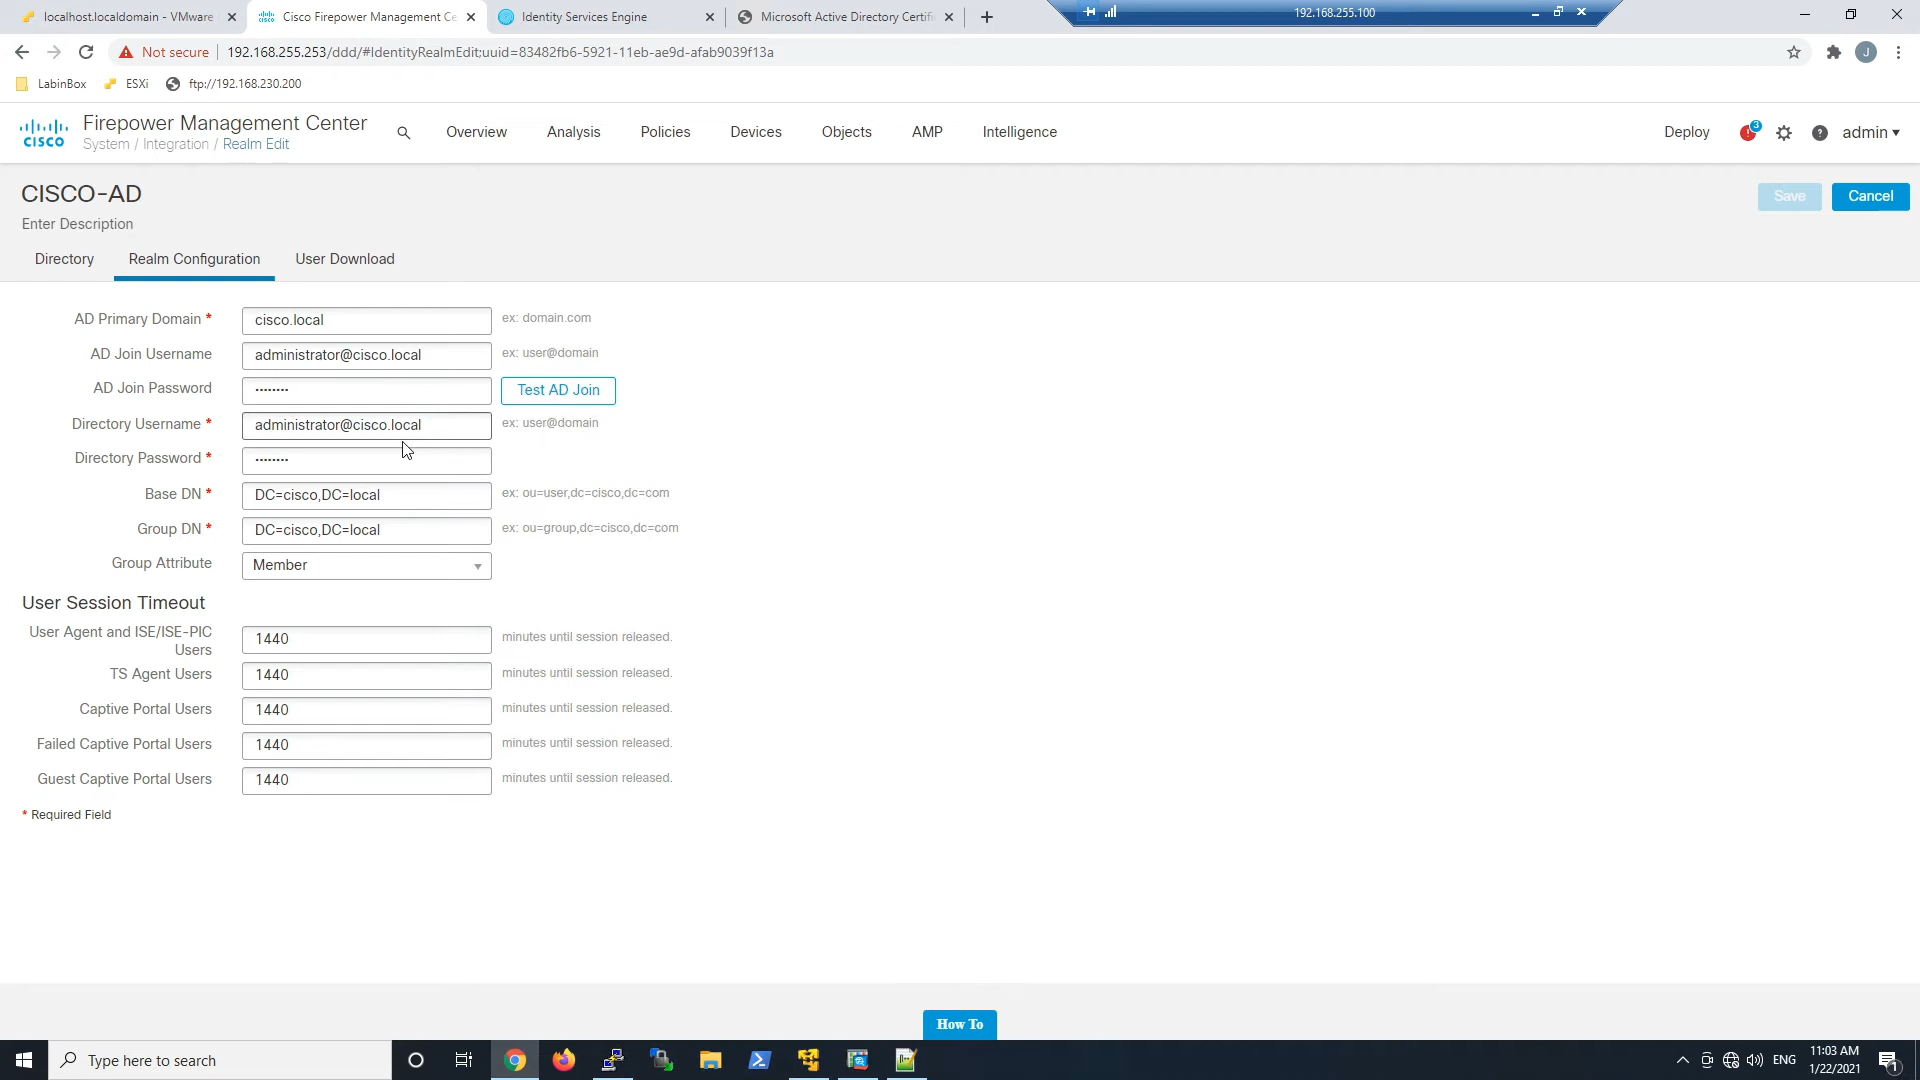 localhost.localdomain - VMware
Cisco Firepower Management Ce
Identity Services Engine
Microsoft Active Directory Certifi
192.168.255.100
Not secure
192.168.255.253/ddd/#IdentityRealmEdit;uuid=83482fb6-5921-11eb-ae9d-afab9039f13a
J
LabinBox
ESXi
ftp://192.168.230.200
cisco
Firepower Management Center
System / Integration / Realm Edit
Overview
Analysis
Policies
Devices
Objects
AMP
Intelligence
Deploy
3
admin
CISCO-AD
Enter Description
Save
Cancel
Directory
Realm Configuration
User Download
AD Primary Domain *
cisco.local
ex: domain.com
AD Join Username
administrator@cisco.local
ex: user@domain
AD Join Password
••••••••
Test AD Join
Directory Username *
administrator@cisco.local
ex: user@domain
Directory Password *
••••••••
Base DN *
DC=cisco,DC=local
ex: ou=user,dc=cisco,dc=com
Group DN *
DC=cisco,DC=local
ex: ou=group,dc=cisco,dc=com
Group Attribute
Member
User Session Timeout
User Agent and ISE/ISE-PIC
Users
1440
minutes until session released.
TS Agent Users
1440
minutes until session released.
Captive Portal Users
1440
minutes until session released.
Failed Captive Portal Users
1440
minutes until session released.
Guest Captive Portal Users
1440
minutes until session released.
* Required Field
How To
Type here to search
ENG
11:03 AM
1/22/2021
1